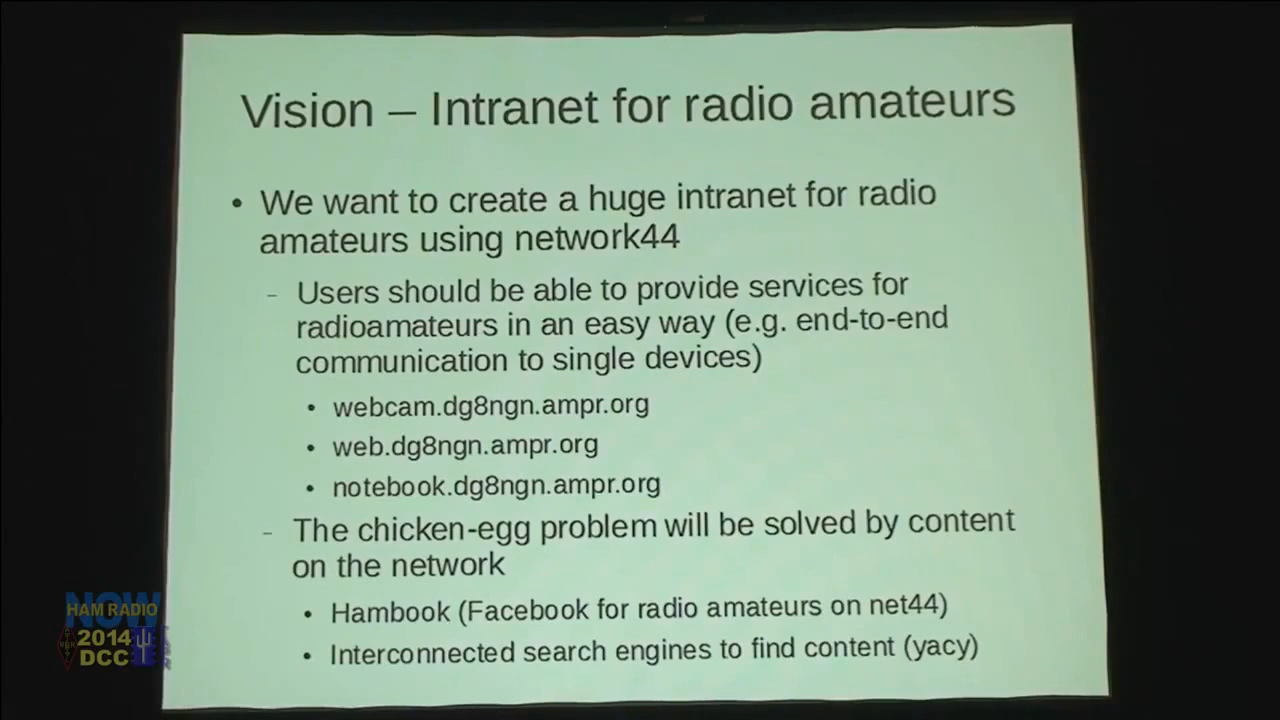 Vision – Intranet for radio amateurs
• We want to create a huge intranet for radio
amateurs using network44
– Users should be able to provide services for
radioamateurs in an easy way (e.g. end-to-end
communication to single devices)
• webcam.dg8ngn.ampr.org
• web.dg8ngn.ampr.org
• notebook.dg8ngn.ampr.org
– The chicken-egg problem will be solved by content
on the network
• Hambook (Facebook for radio amateurs on net44)
• Interconnected search engines to find content (yacy)
NOW
HAM RADIO
2014
DCC